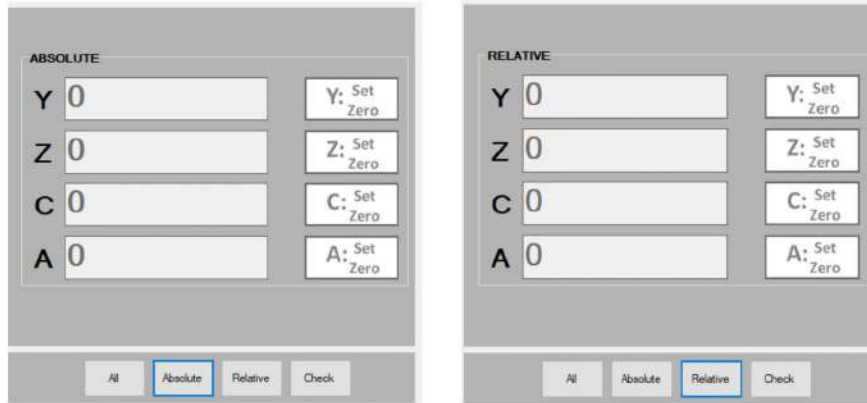 ABSOLUTE
Y 0 Y: Set Zero
Z 0 Z: Set Zero
C 0 C: Set Zero
A 0 A: Set Zero
All Absolute Relative Check
RELATIVE
Y 0 Y: Set Zero
Z 0 Z: Set Zero
C 0 C: Set Zero
A 0 A: Set Zero
All Absolute Relative Check